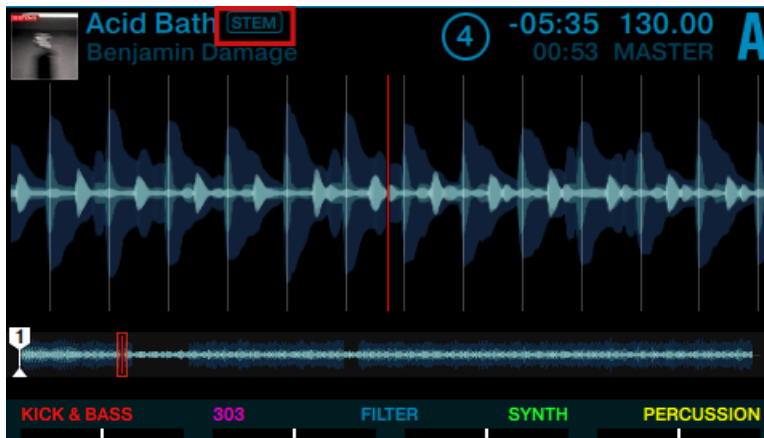 Acid Bath STEM 4 -05:35 130.00 A
Benjamin Damage 00:53 MASTER
1
KICK & BASS 303 FILTER SYNTH PERCUSSION